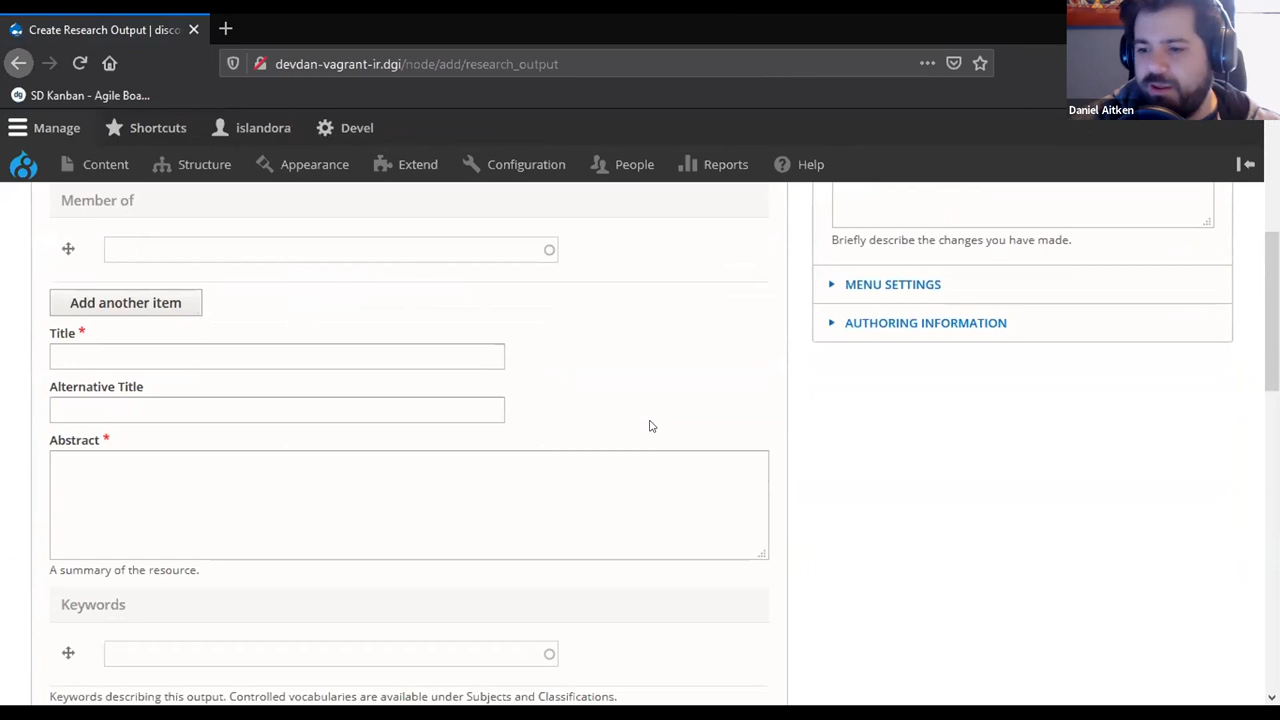 Create Research Output | disco
devdan-vagrant-ir.dgi/node/add/research_output
SD Kanban - Agile Boa...
Daniel Aitken
Manage Shortcuts islandora Devel
Content Structure Appearance Extend Configuration People Reports Help
Member of
Add another item
Title *
Alternative Title
Abstract *
A summary of the resource.
Keywords
Keywords describing this output. Controlled vocabularies are available under Subjects and Classifications.
Briefly describe the changes you have made.
MENU SETTINGS
AUTHORING INFORMATION